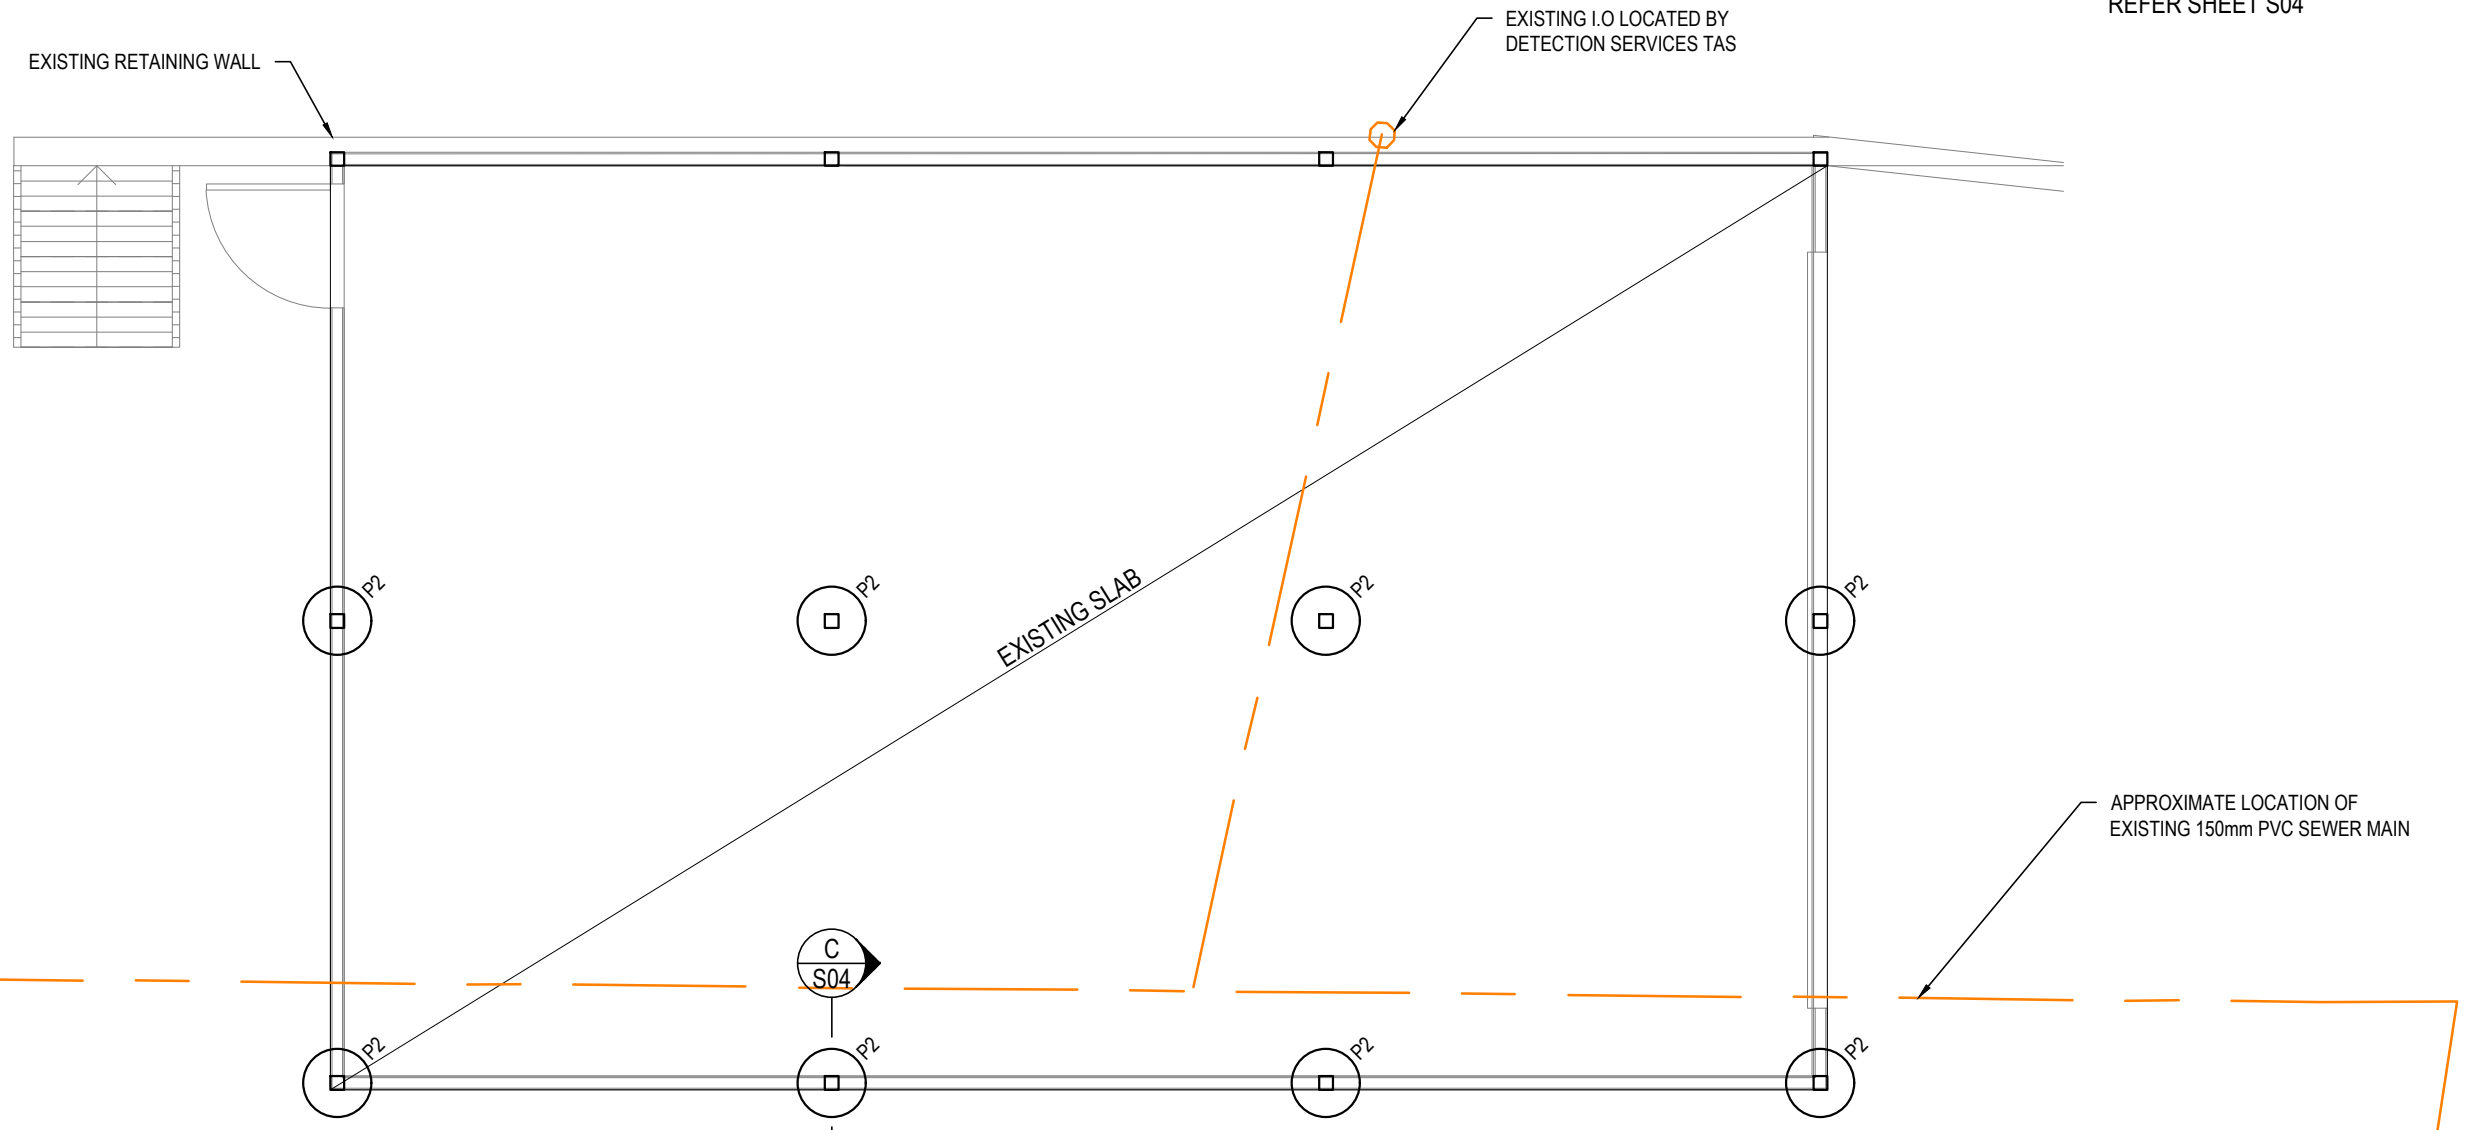 REFER SHEET S04
EXISTING I.O LOCATED BY
DETECTION SERVICES TAS
EXISTING RETAINING WALL
P2
P2
P2
P2
EXISTING SLAB
APPROXIMATE LOCATION OF
EXISTING 150mm PVC SEWER MAIN
C
S04
P2
P2
P2
P2